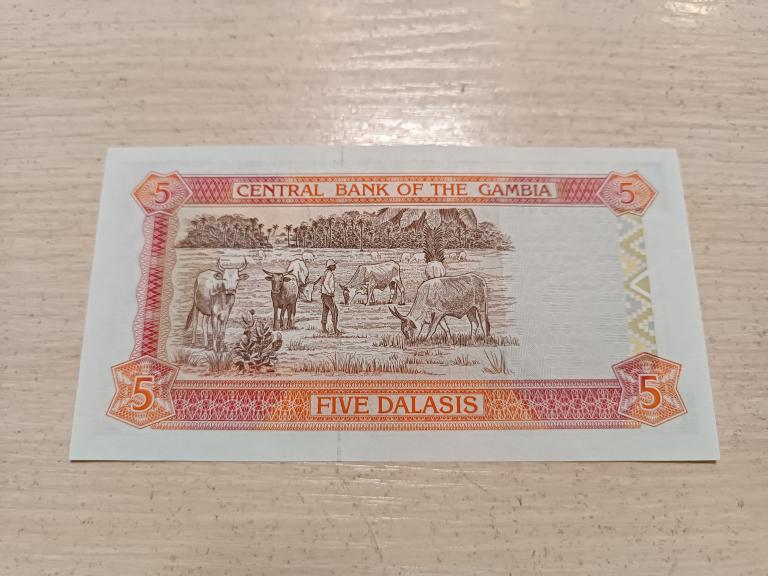 5 CENTRAL BANK OF THE GAMBIA 5
5 FIVE DALASIS 5